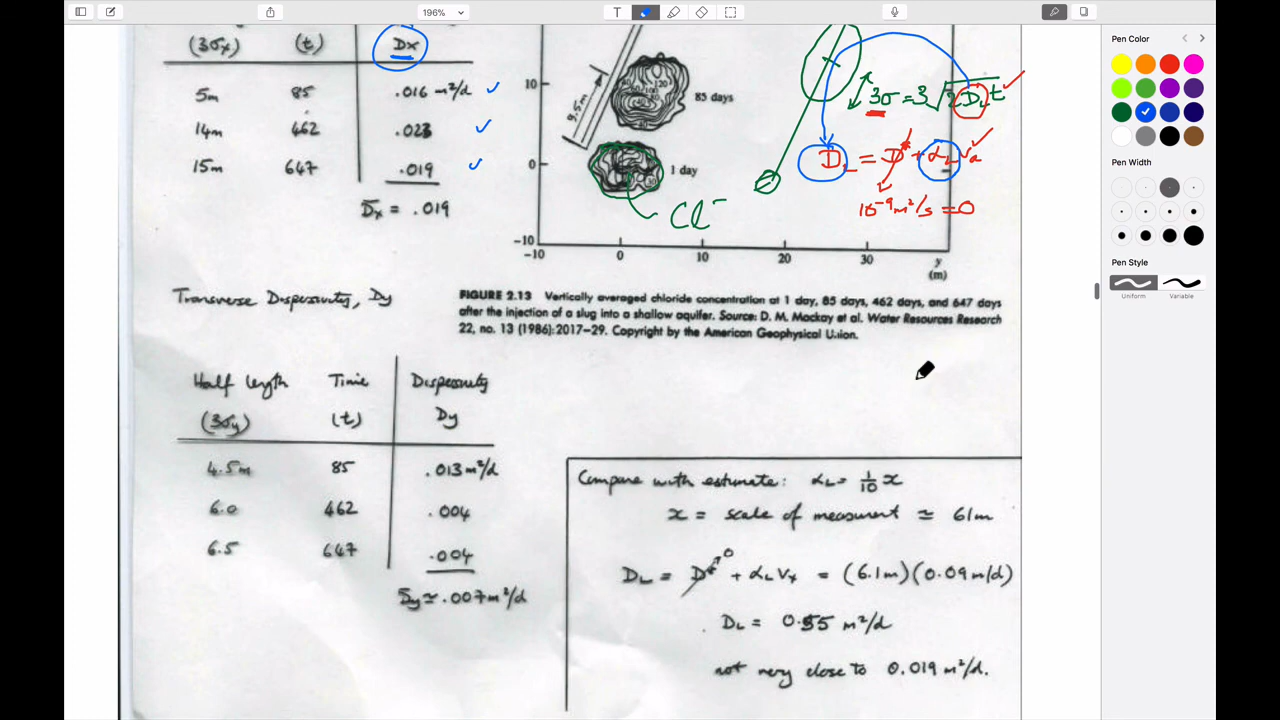 196%
Pen Color
(3σx) (t) Dx
5m 85 .016 m²/d
14m 462 .023
15m 647 .019
D̄x = .019
10
0
-10
-10 0 10 20 30 y
(m)
9.5m
85 days
1 day
Cl⁻
3σ = 3√2DLt
DL = D* + αL va
10⁻⁹ m²/s = 0
Transverse Dispersivity, Dy
FIGURE 2.13 Vertically averaged chloride concentration at 1 day, 85 days, 462 days, and 647 days
after the injection of a slug into a shallow aquifer. Source: D. M. Mackay et al. Water Resources Research
22, no. 13 (1986):2017–29. Copyright by the American Geophysical Union.
Half length Time Dispersivity
(3σy) (t) Dy
4.5m 85 .013 m²/d
6.0 462 .004
6.5 647 .004
D̄y ≃ .007 m²/d
Compare with estimate: αL = 1/10 x
x = scale of measurment ≈ 61m
DL = D* 0 + αL Vx = (6.1m)(0.09 m/d)
DL = 0.55 m²/d
not very close to 0.019 m²/d.
Pen Width
Pen Style
Uniform Variable